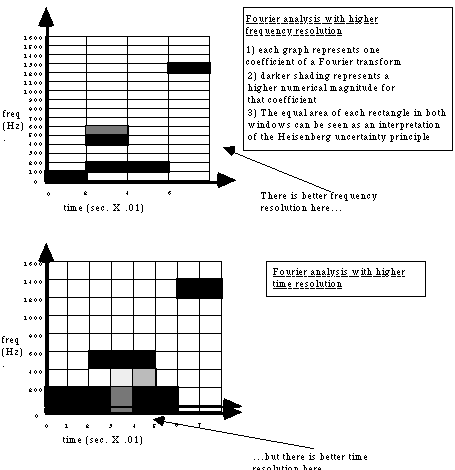 Fourier analysis with higher
frequency resolution
1) each graph represents one
coefficient of a Fourier transform
2) darker shading represents a
higher numerical magnitude for
that coefficient
3) The equal area of each rectangle in both
windows can be seen as an interpretation
of the Heisenberg uncertainty principle
1600
1500
1400
1300
1200
1100
1000
900
800
700
600
500
400
300
200
100
0
freq
(Hz)
.
0 2 4 6
time (sec. X .01)
There is better frequency
resolution here...
Fourier analysis with higher
time resolution
1600
1400
1200
1000
800
600
400
200
0
freq
(Hz)
.
0 1 2 3 4 5 6 7
time (sec. X .01)
...but there is better time
resolution here